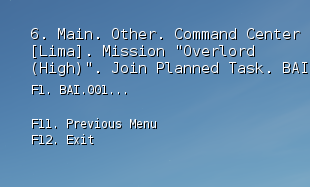 6. Main. Other. Command Center
[Lima]. Mission "Overlord
(High)". Join Planned Task. BAI
F1. BAI.001...
F11. Previous Menu
F12. Exit